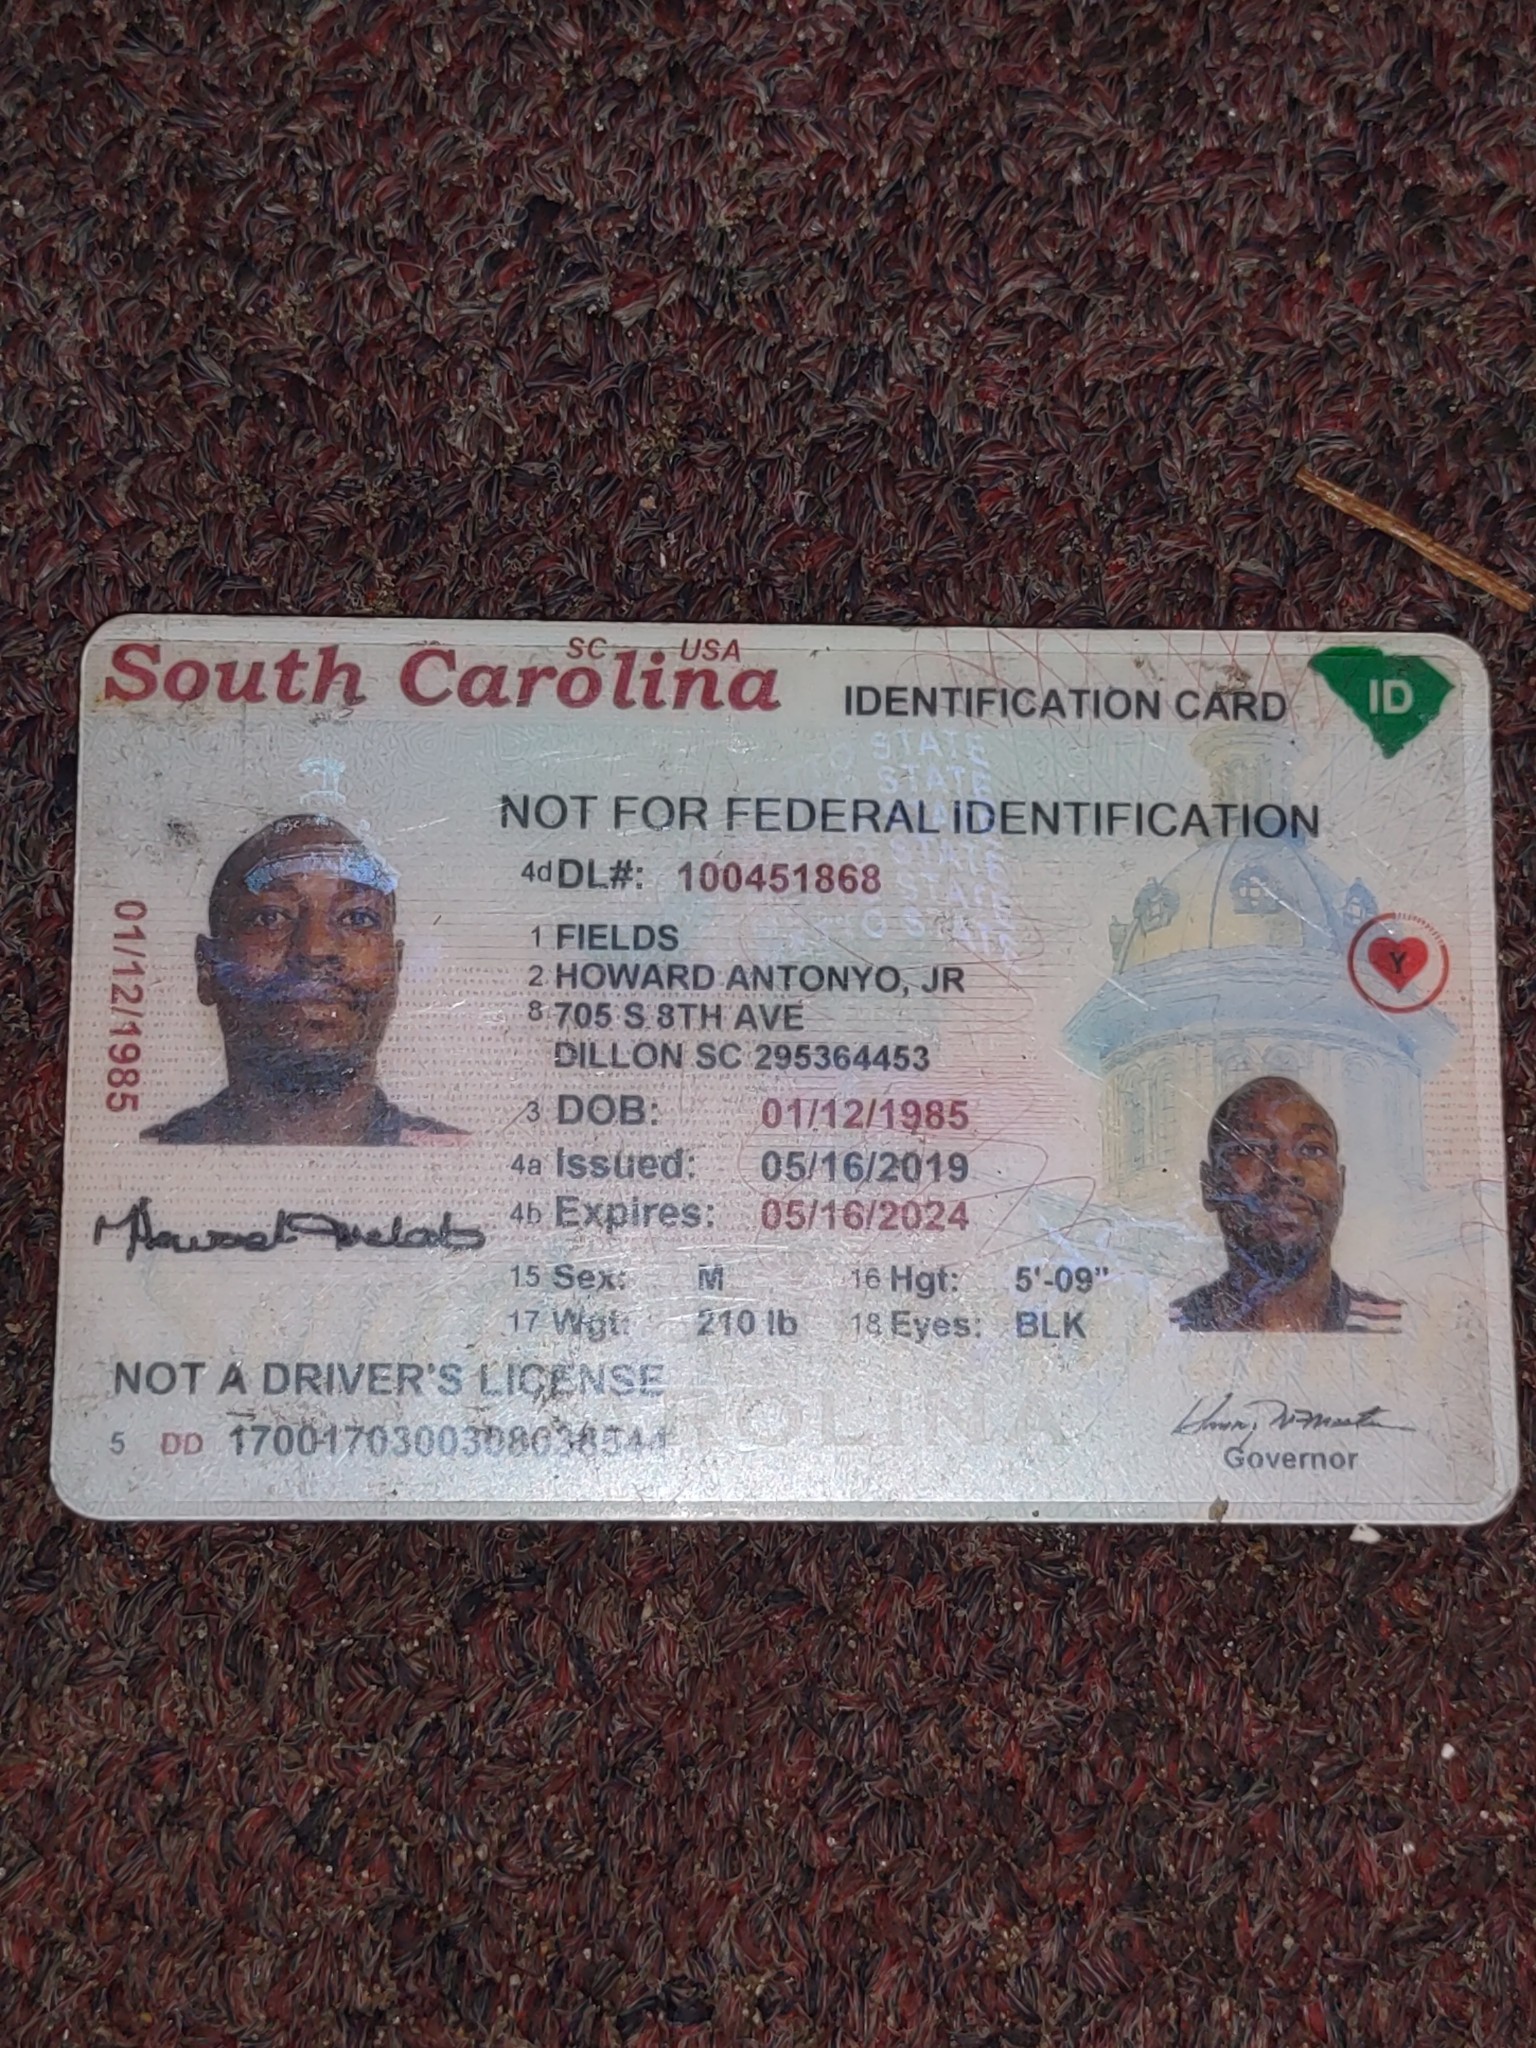 South Carolina
SC USA
IDENTIFICATION CARD
ID
NOT FOR FEDERAL IDENTIFICATION
4d DL#: 100451868
1 FIELDS
2 HOWARD ANTONYO, JR
8 705 S 8TH AVE
DILLON SC 295364453
Y
01/12/1985
3 DOB: 01/12/1985
4a Issued: 05/16/2019
4b Expires: 05/16/2024
15 Sex: M 16 Hgt: 5'-09"
17 Wgt: 210 lb 18 Eyes: BLK
NOT A DRIVER'S LICENSE
5 DD
Governor